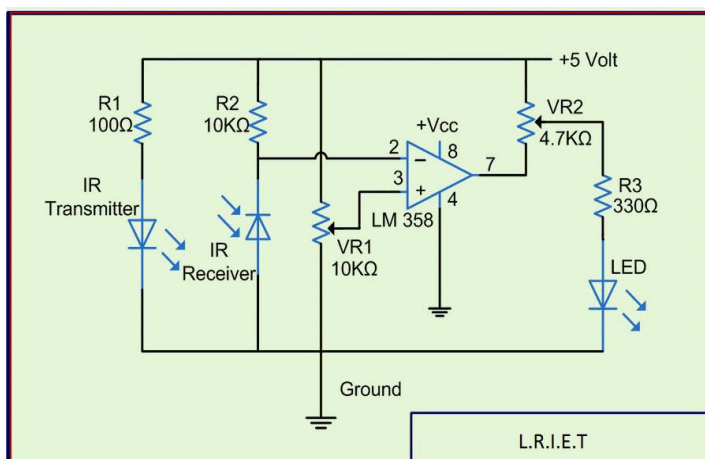 +5 Volt
R1
100Ω
R2
10KΩ
+Vcc
VR2
4.7KΩ
2
8
7
3
4
LM 358
IR
Transmitter
IR
Receiver
VR1
10KΩ
R3
330Ω
LED
Ground
L.R.I.E.T